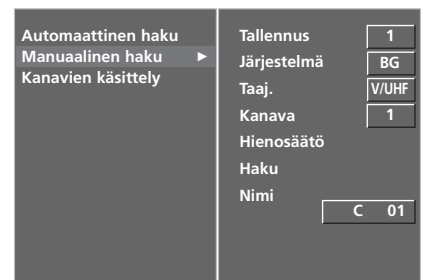 Automaattinen haku
Manuaalinen haku ►
Kanavien käsittely
Tallennus 1
Järjestelmä BG
Taaj. V/UHF
Kanava 1
Hienosäätö
Haku
Nimi
C 01